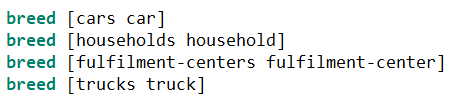 breed [cars car]
breed [households household]
breed [fulfilment-centers fulfilment-center]
breed [trucks truck]